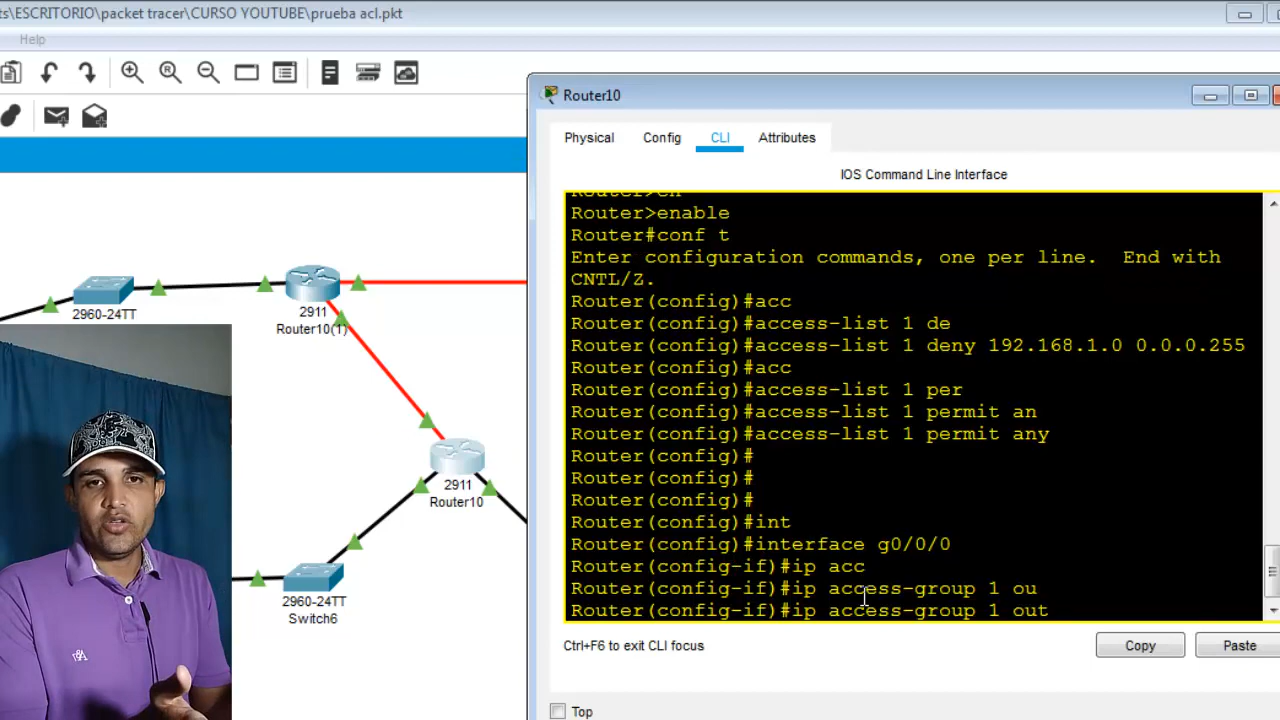 ts\ESCRITORIO\packet tracer\CURSO YOUTUBE\prueba acl.pkt
Help
Router10
Physical
Config
CLI
Attributes
IOS Command Line Interface
Router>en
Router>enable
Router#conf t
Enter configuration commands, one per line.  End with
CNTL/Z.
Router(config)#acc
Router(config)#access-list 1 de
Router(config)#access-list 1 deny 192.168.1.0 0.0.0.255
Router(config)#acc
Router(config)#access-list 1 per
Router(config)#access-list 1 permit an
Router(config)#access-list 1 permit any
Router(config)#
Router(config)#
Router(config)#
Router(config)#int
Router(config)#interface g0/0/0
Router(config-if)#ip acc
Router(config-if)#ip access-group 1 ou
Router(config-if)#ip access-group 1 out
Ctrl+F6 to exit CLI focus
Copy
Paste
Top
2960-24TT
2911
Router10(1)
2911
Router10
2960-24TT
Switch6